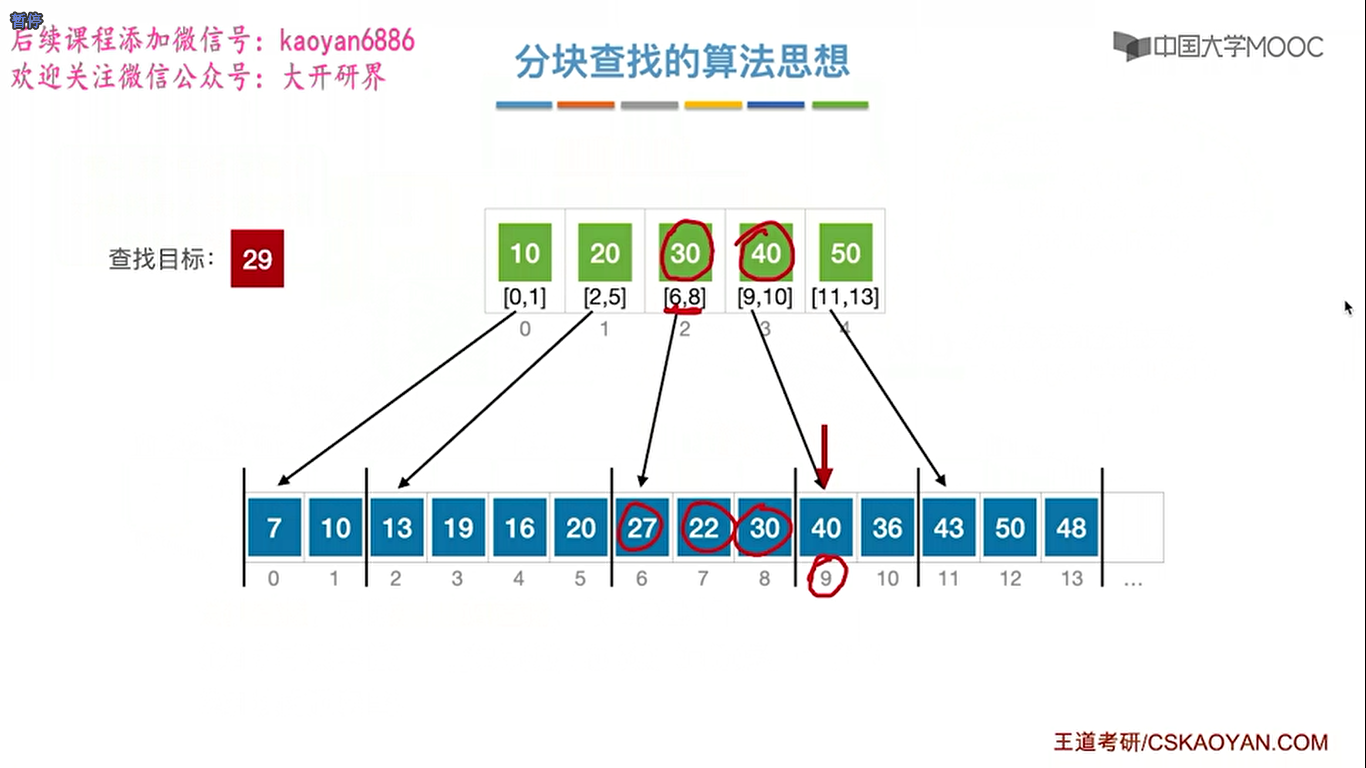 暂停
后续课程添加微信号：kaoyan6886
欢迎关注微信公众号：大开研界
分块查找的算法思想
中国大学MOOC
查找目标： 29
10 20 30 40 50
[0,1] [2,5] [6,8] [9,10] [11,13]
0 1 2 3 4
7 10 13 19 16 20 27 22 30 40 36 43 50 48
0 1 2 3 4 5 6 7 8 9 10 11 12 13 ...
王道考研/CSKAOYAN.COM